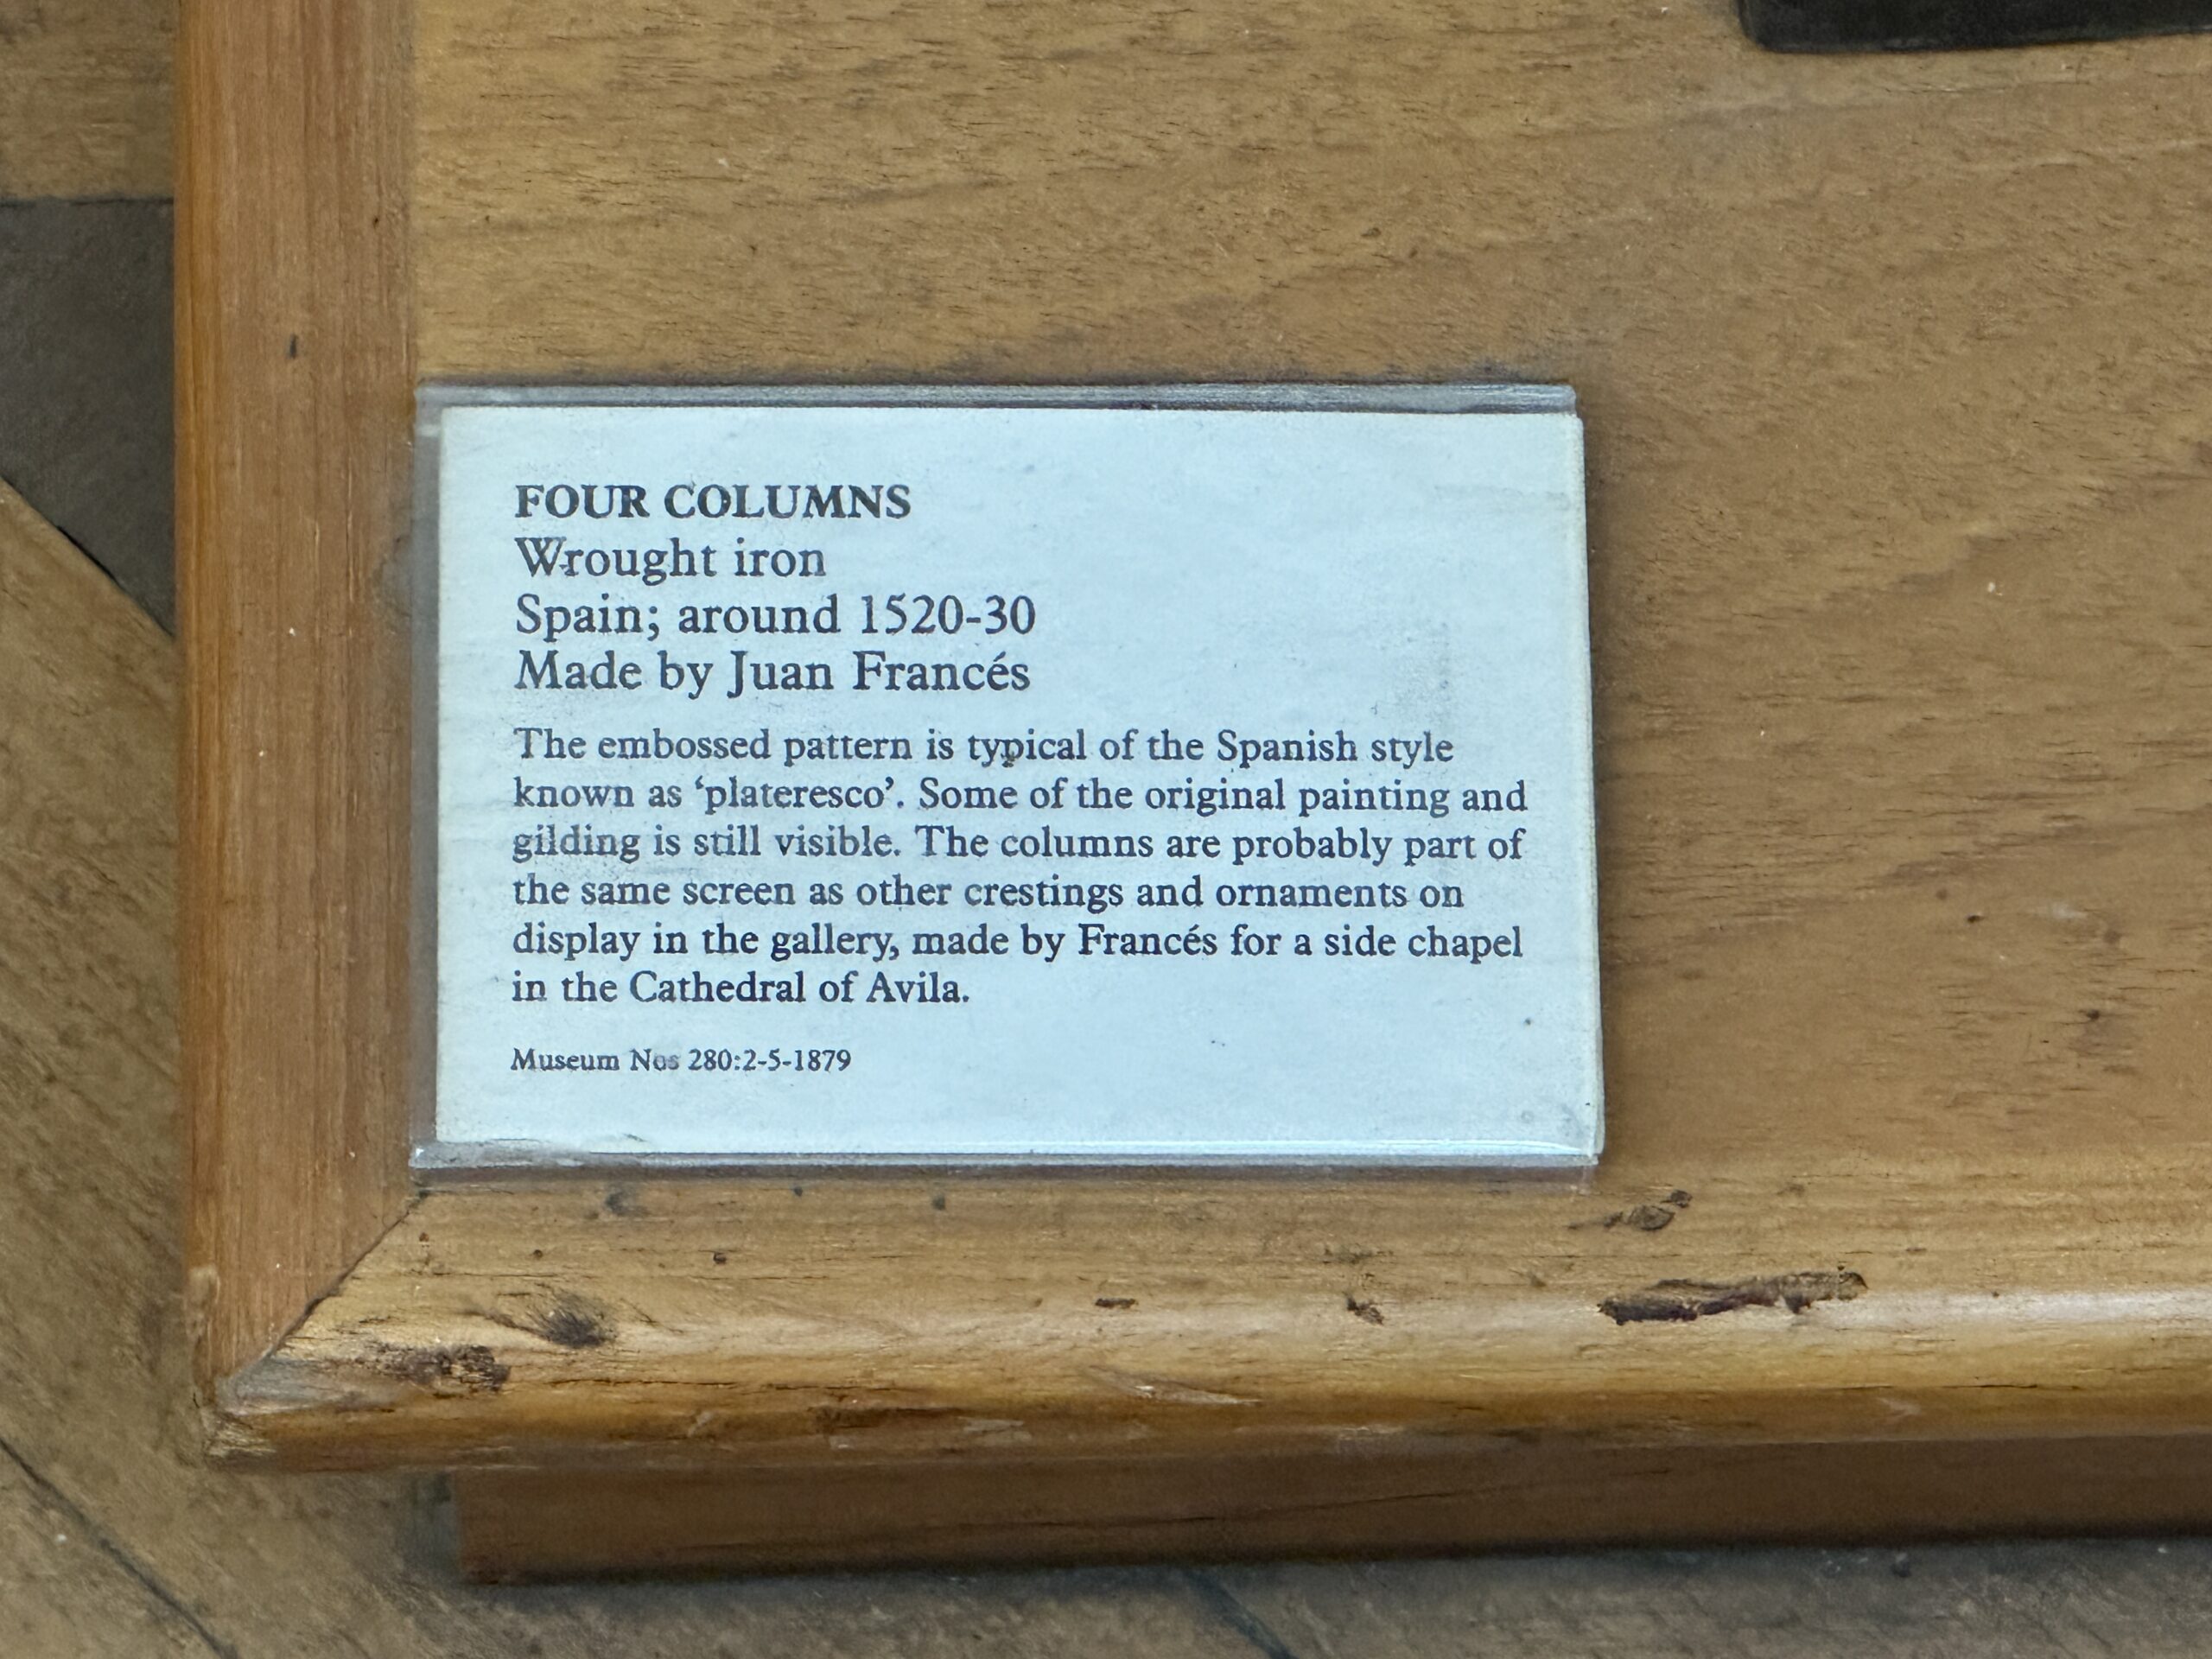 FOUR COLUMNS
Wrought iron
Spain; around 1520-30
Made by Juan Francés
The embossed pattern is typical of the Spanish style
known as ‘plateresco’. Some of the original painting and
gilding is still visible. The columns are probably part of
the same screen as other crestings and ornaments on
display in the gallery, made by Francés for a side chapel
in the Cathedral of Avila.
Museum Nos 280:2-5-1879